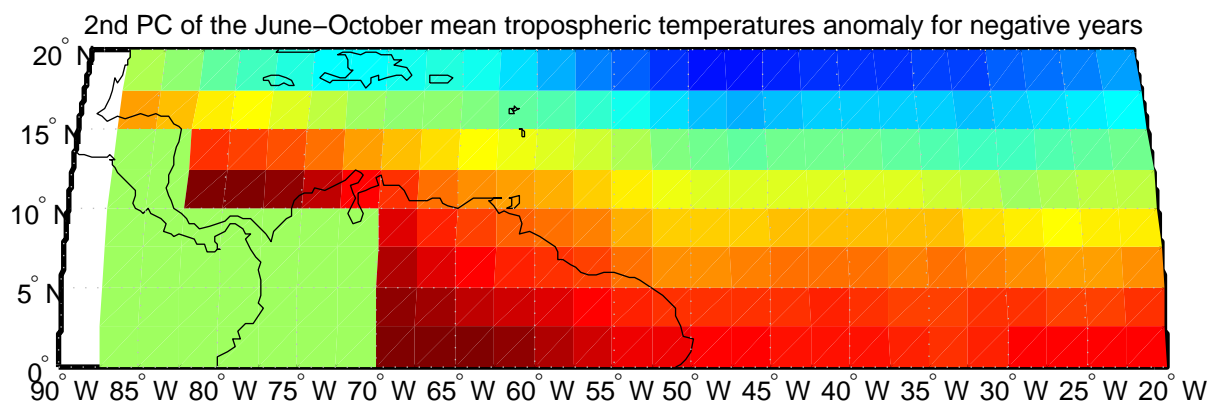 2nd PC of the June−October mean tropospheric temperatures anomaly for negative years
20° N
15° N
10° N
5° N
0°
90° W 85° W 80° W 75° W 70° W 65° W 60° W 55° W 50° W 45° W 40° W 35° W 30° W 25° W 20° W